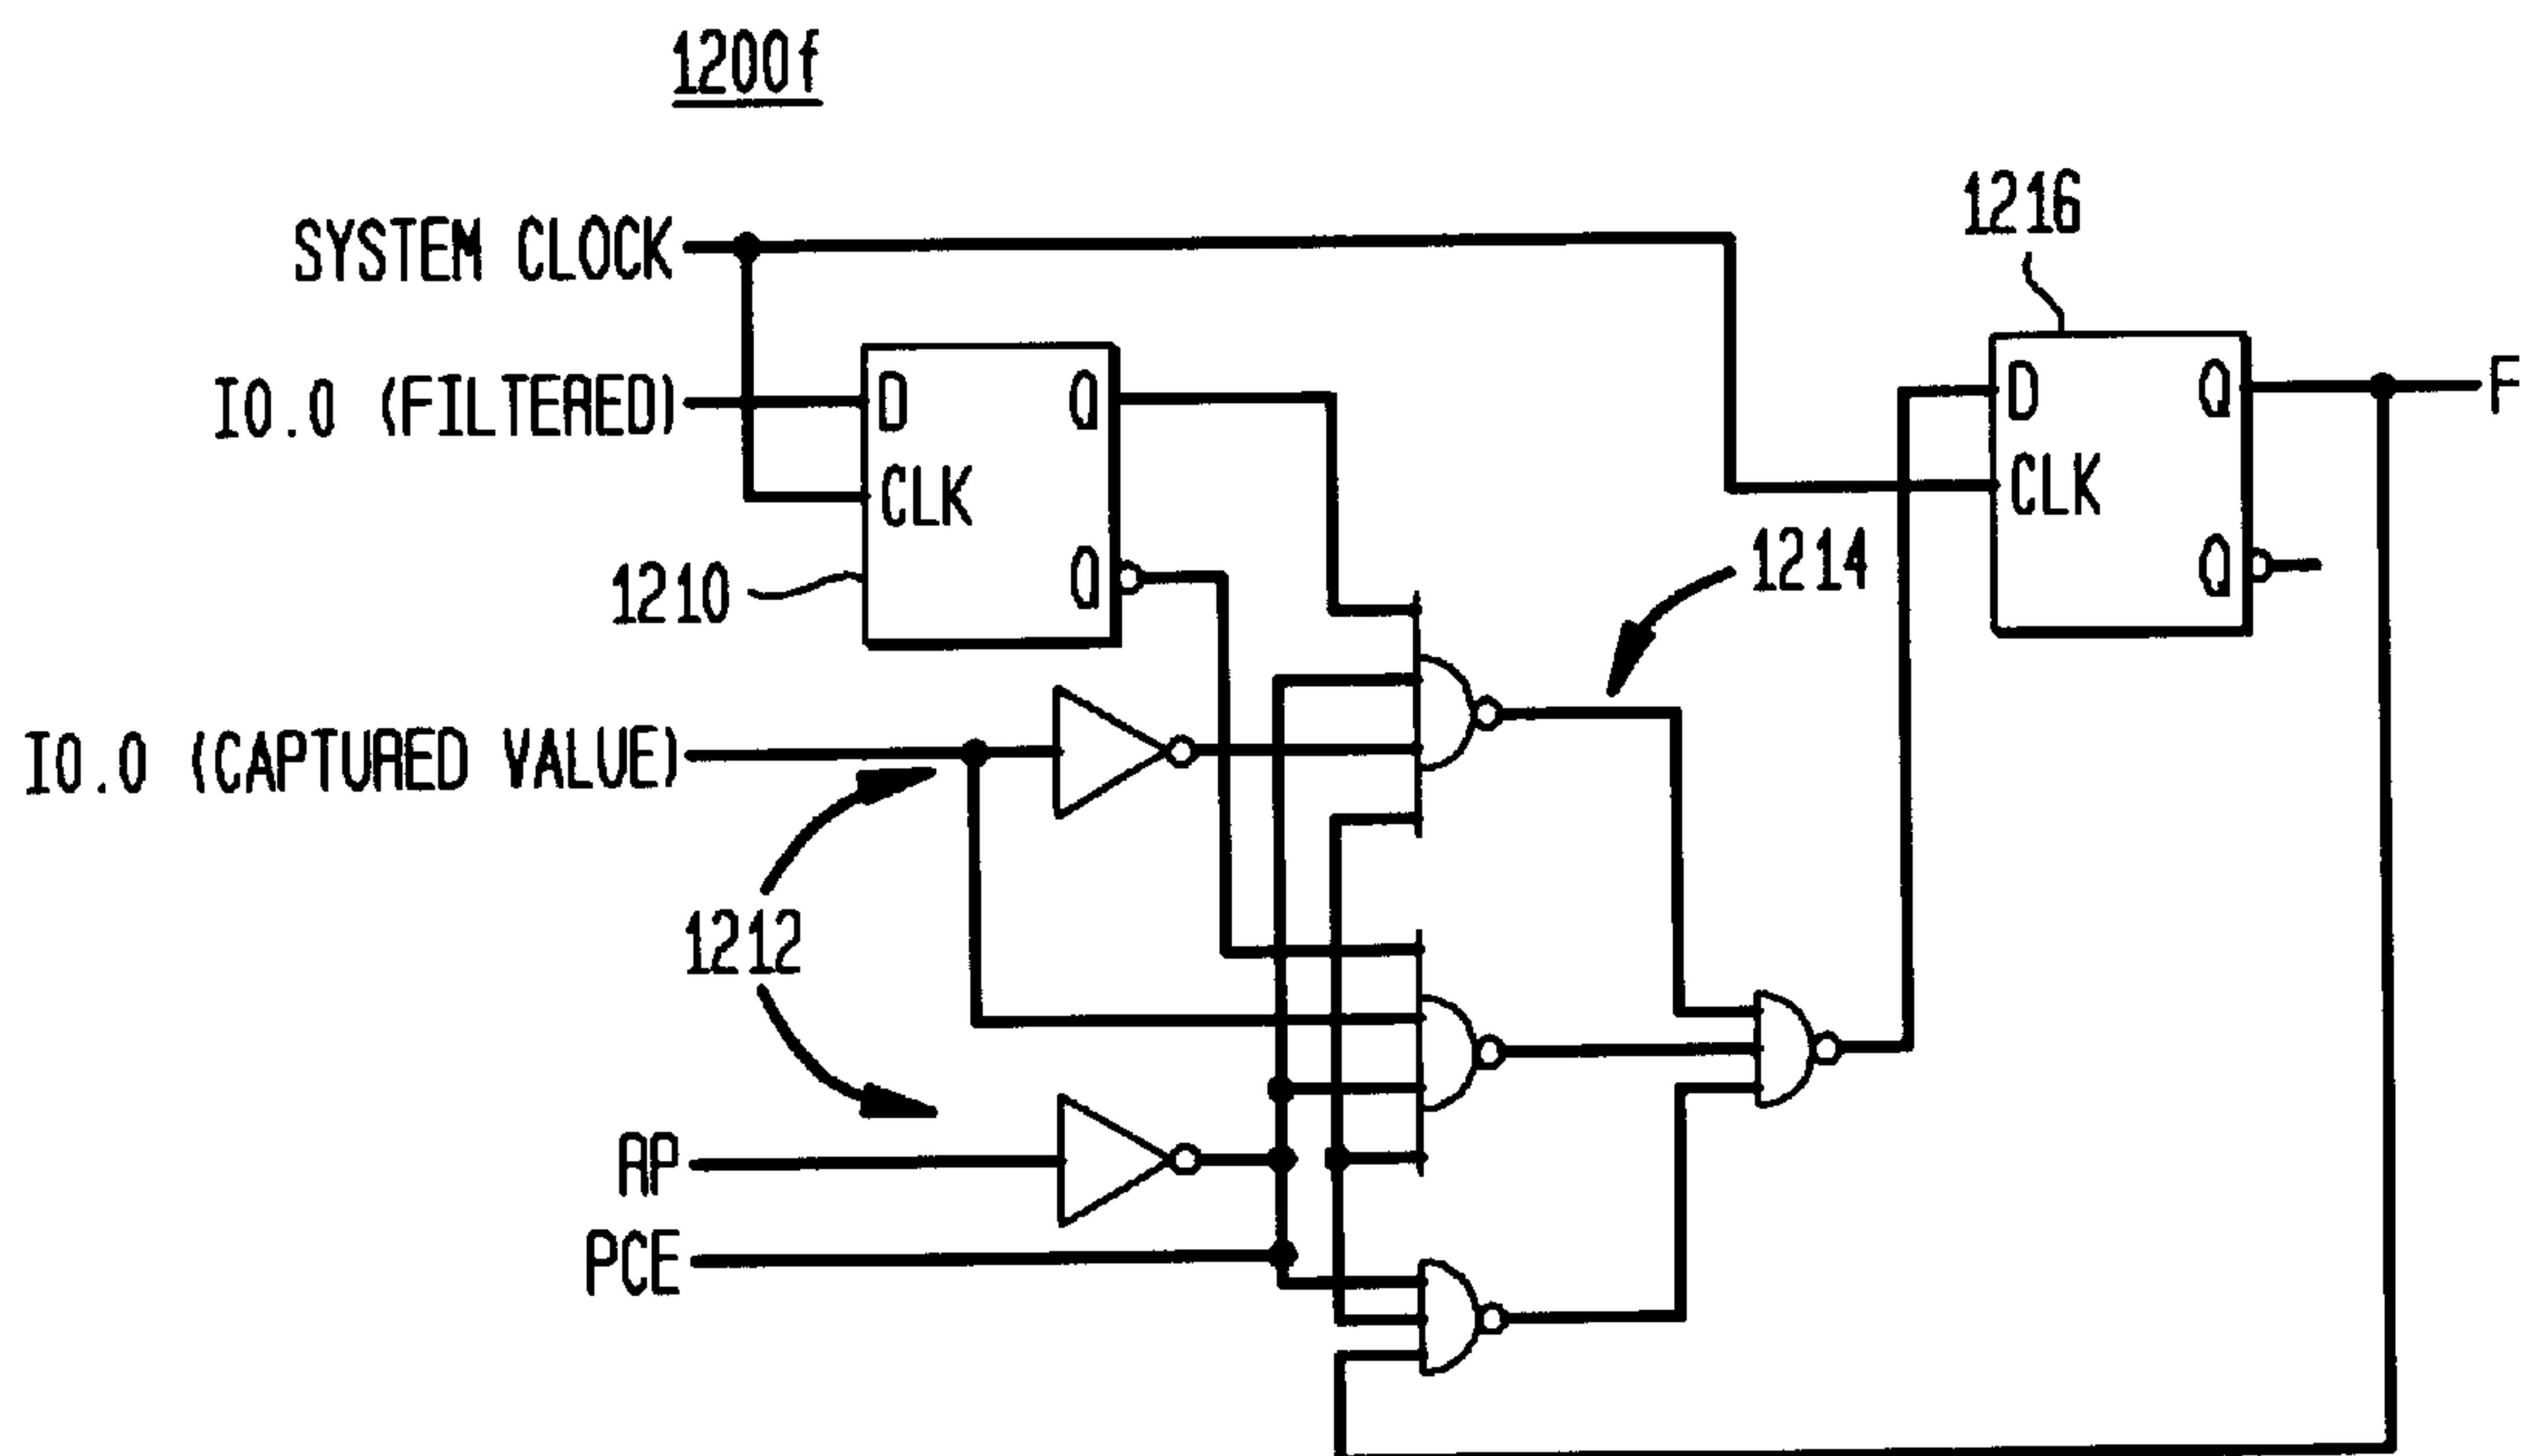 1200f
SYSTEM CLOCK
1216
IO.0 (FILTERED)
D
Q
CLK
Q
D
Q
CLK
Q
F
1210
1214
IO.0 (CAPTURED VALUE)
1212
AP
PCE